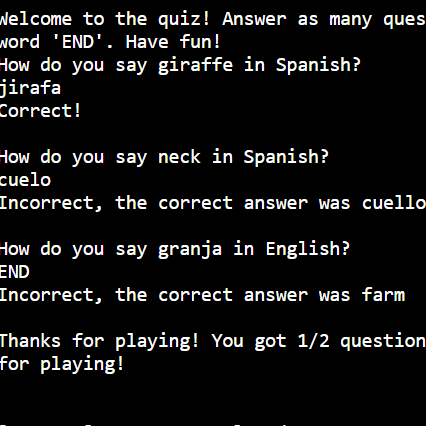 Welcome to the quiz! Answer as many ques
word 'END'. Have fun!
How do you say giraffe in Spanish?
jirafa
Correct!
How do you say neck in Spanish?
cuelo
Incorrect, the correct answer was cuello
How do you say granja in English?
END
Incorrect, the correct answer was farm
Thanks for playing! You got 1/2 question
for playing!